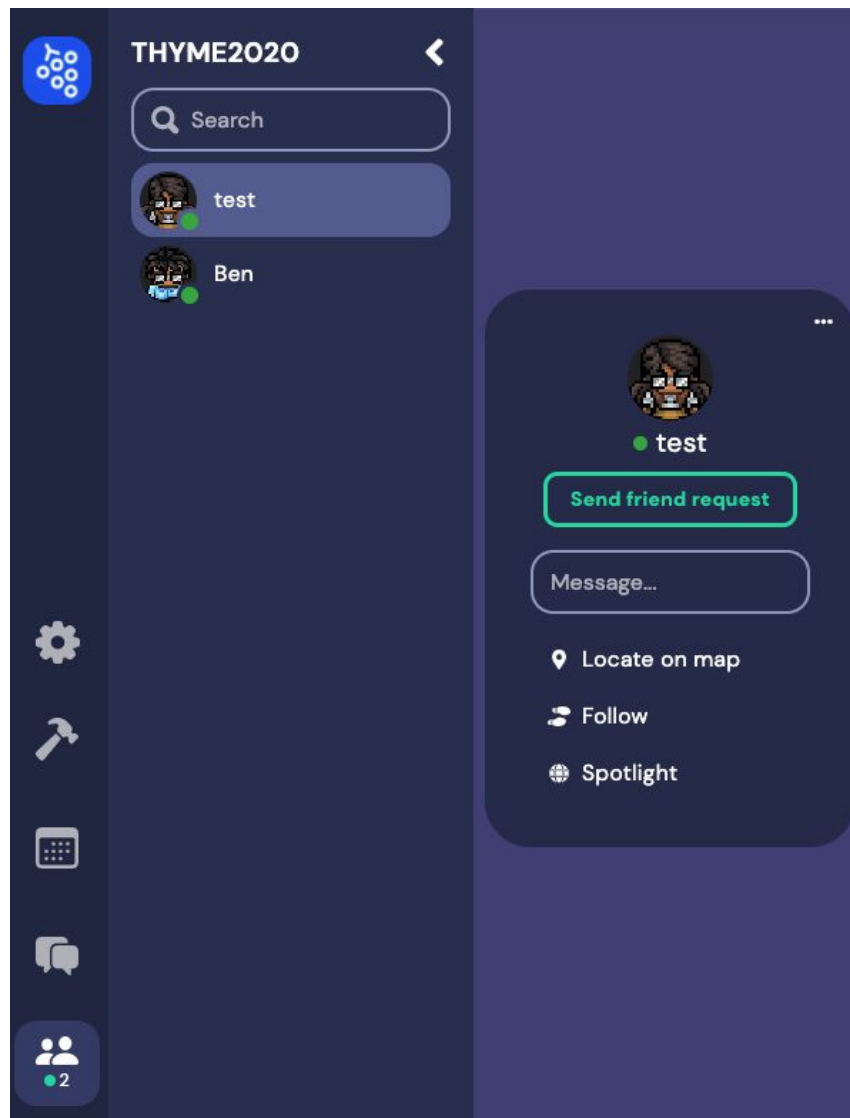 THYME2020
Search
test
Ben
2
...
test
Send friend request
Message...
Locate on map
Follow
Spotlight